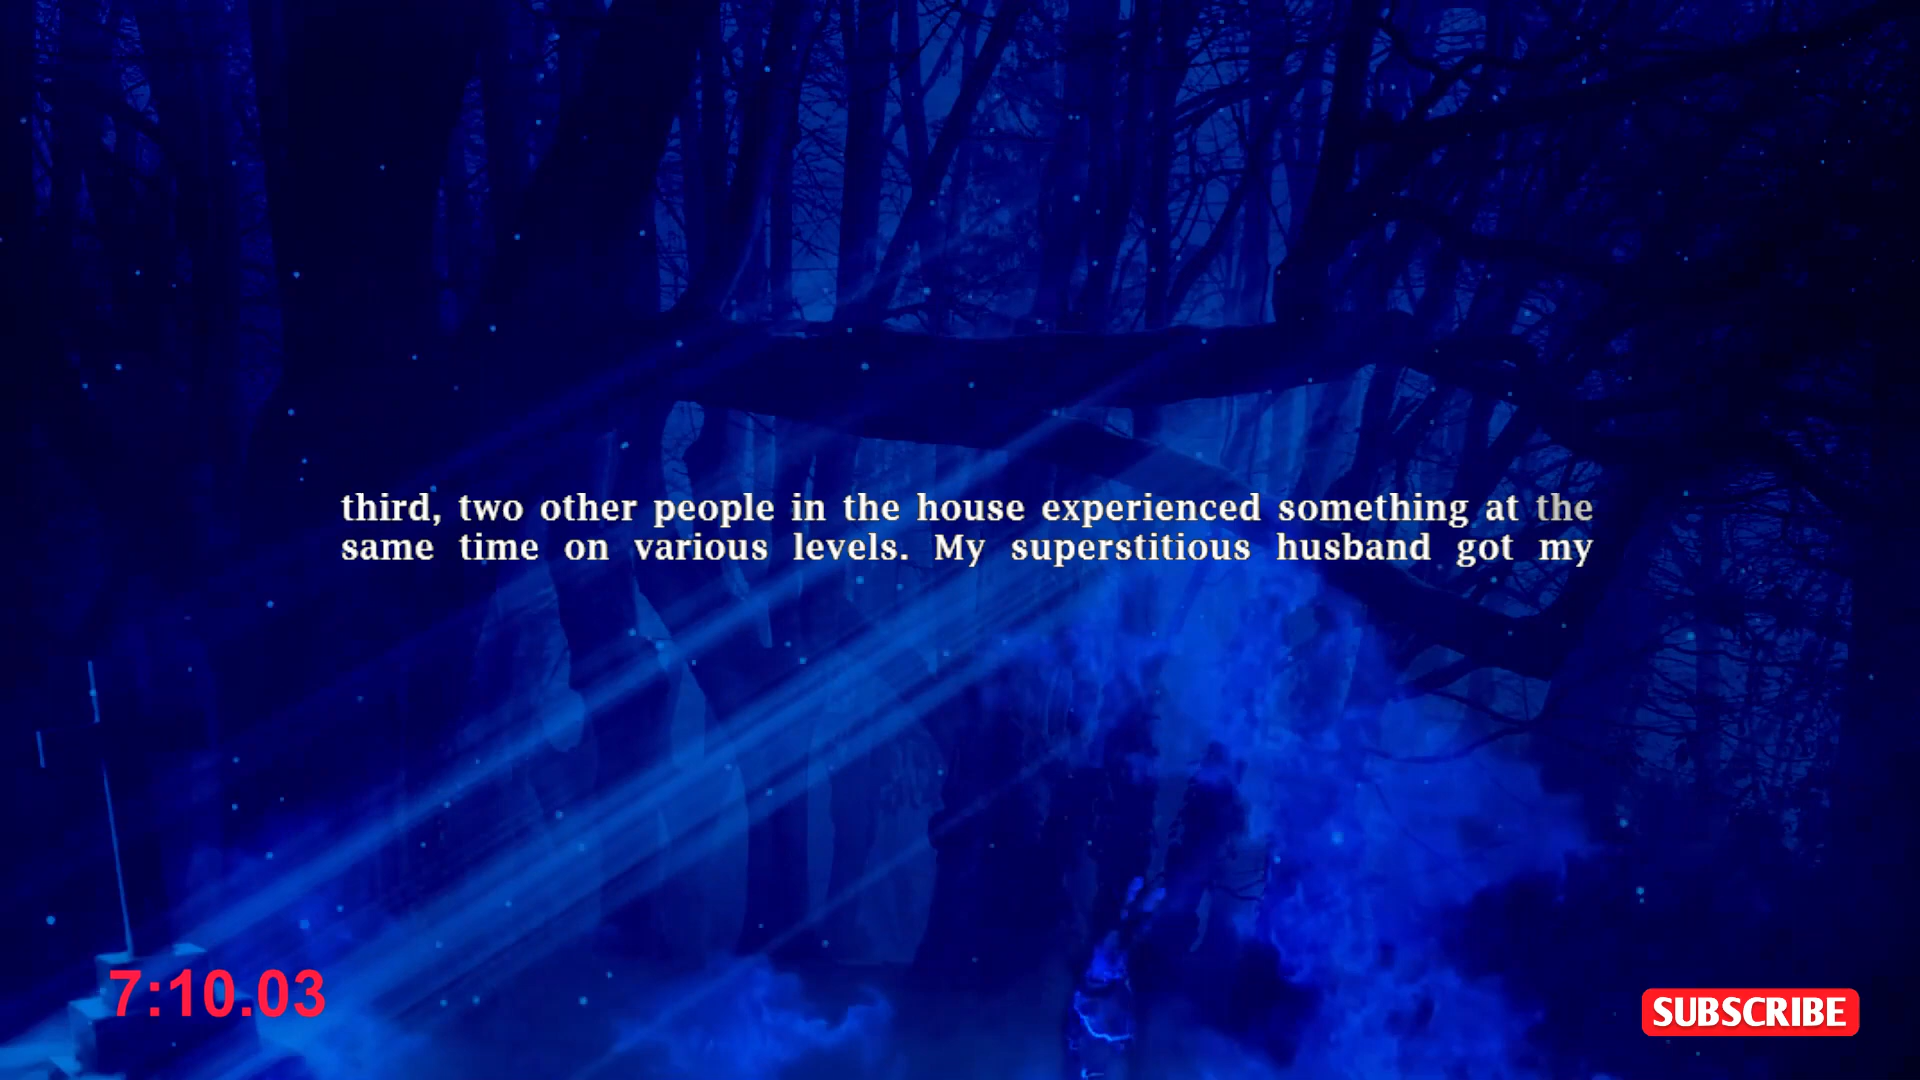 third, two other people in the house experienced something at the
same time on various levels. My superstitious husband got my
7:10.03
SUBSCRIBE